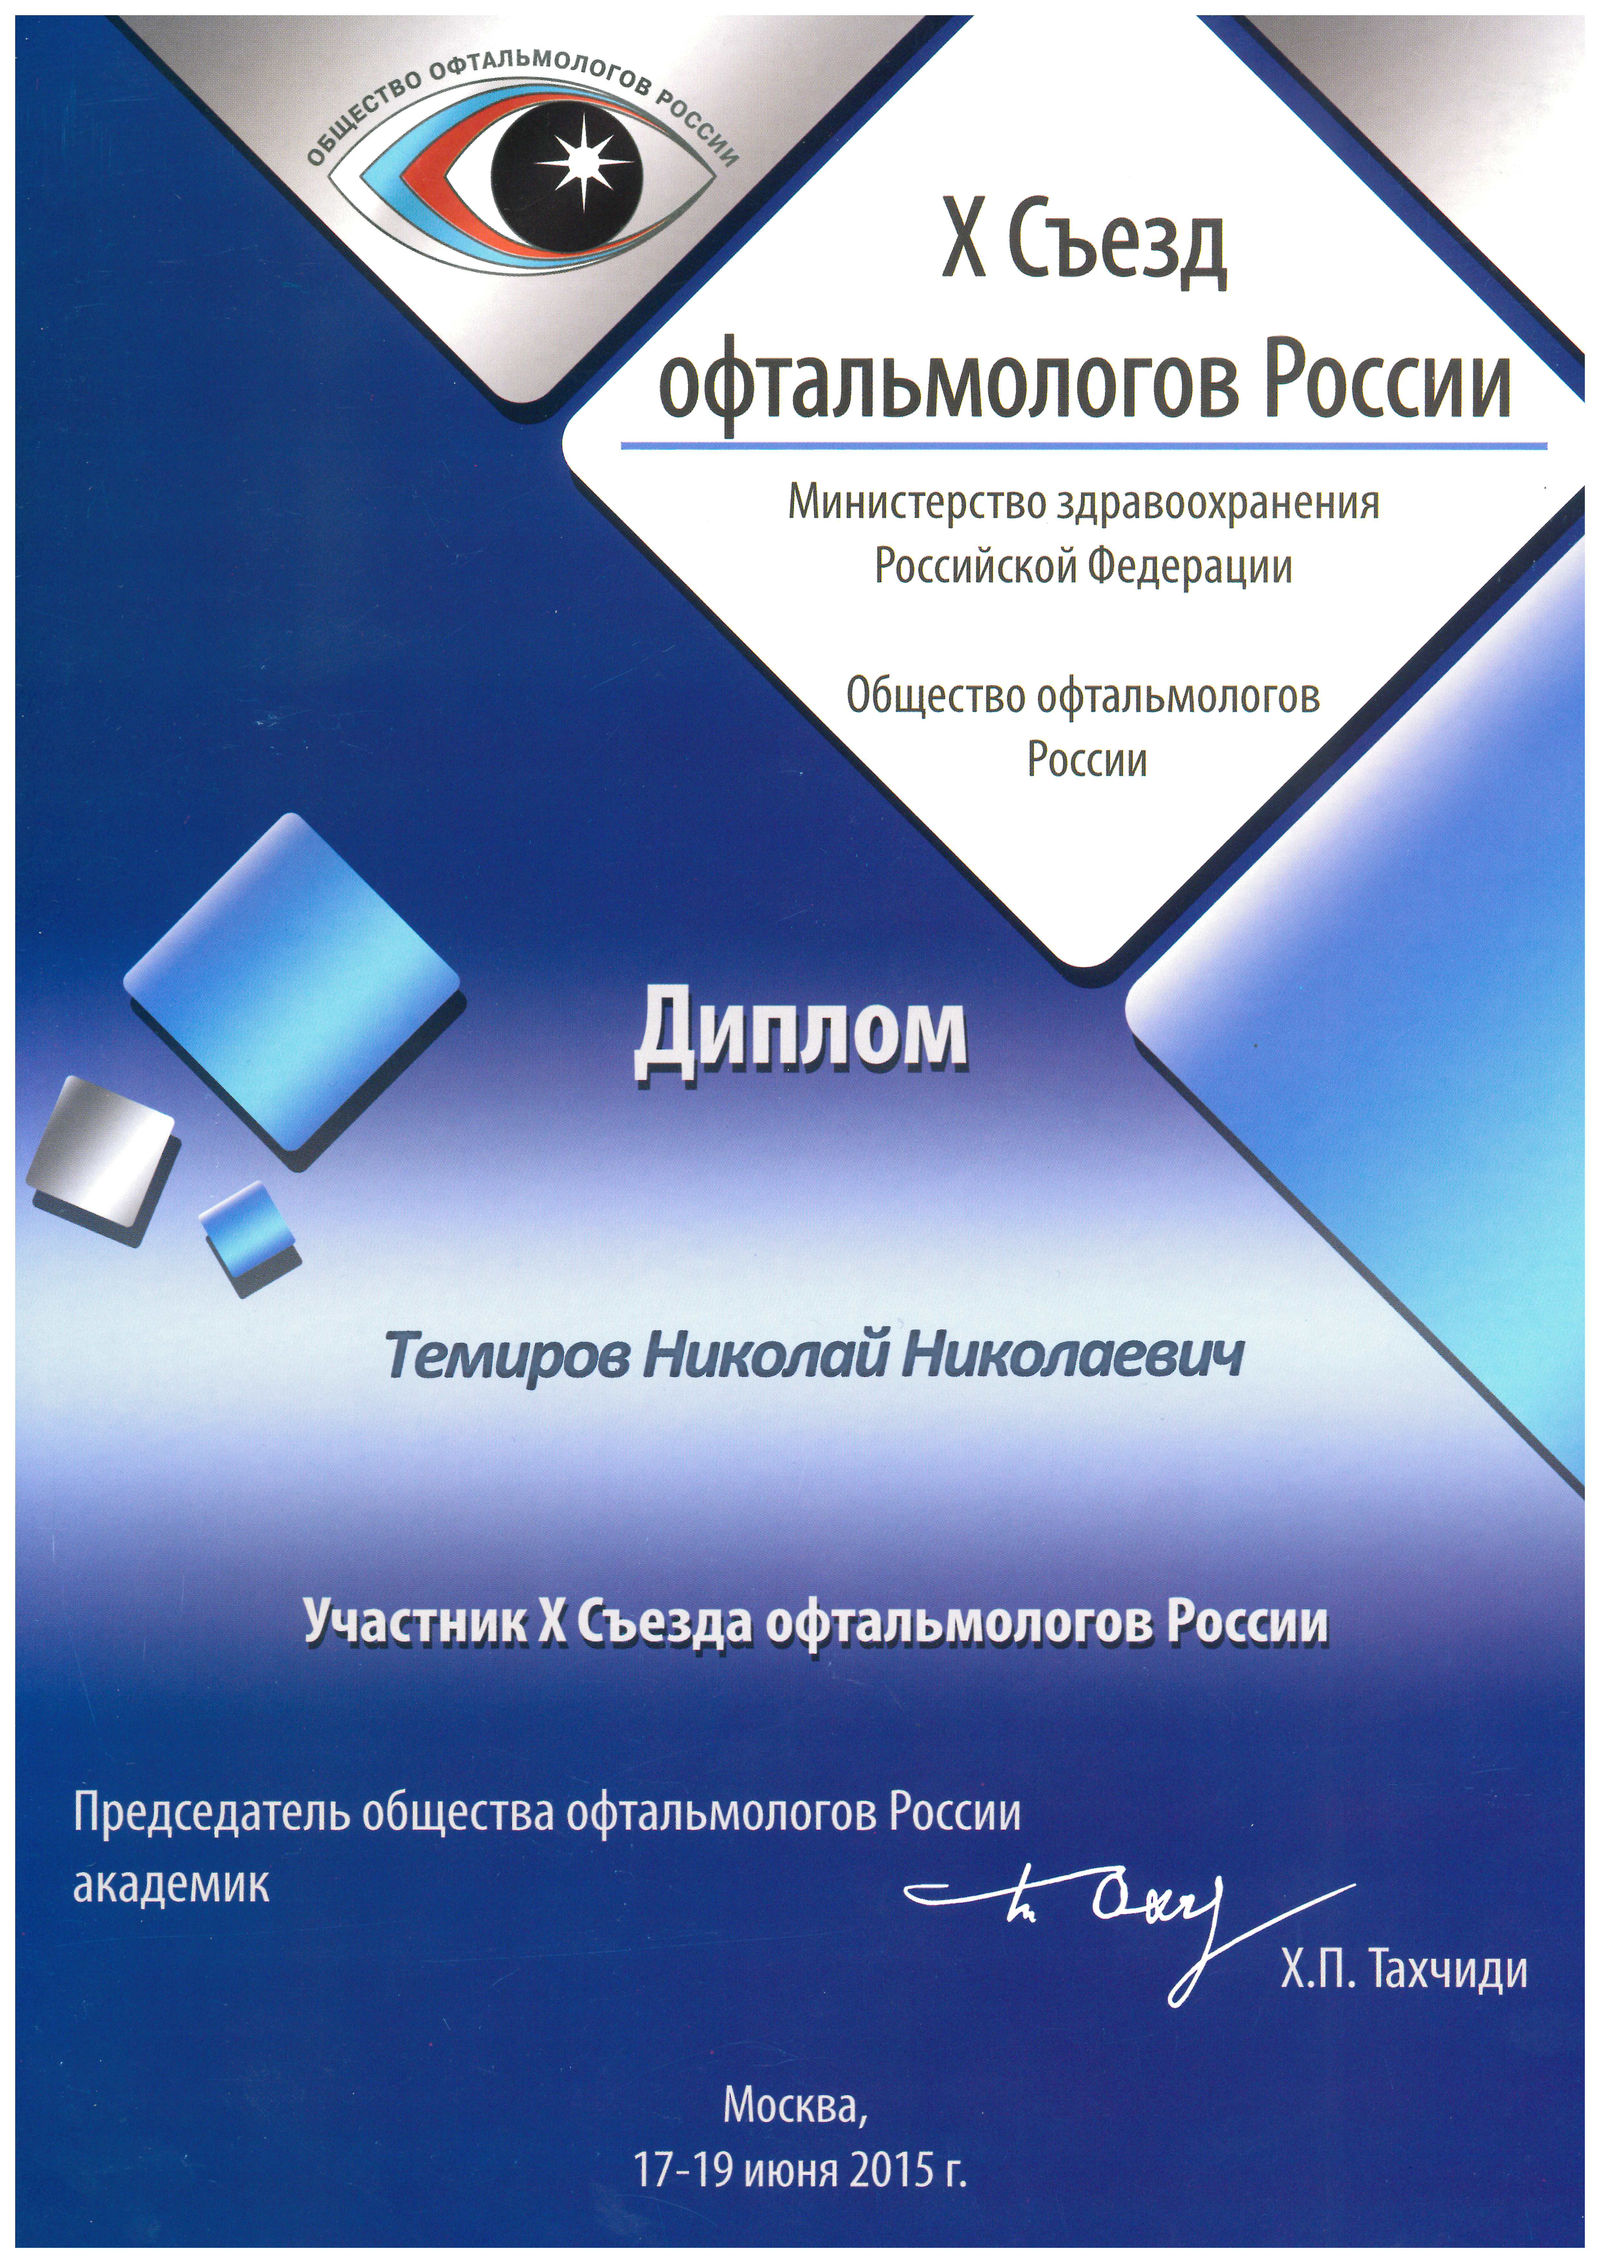 ОБЩЕСТВО ОФТАЛЬМОЛОГОВ РОССИИ
X Съезд
офтальмологов России
Министерство здравоохранения
Российской Федерации
Общество офтальмологов
России
Диплом
Темиров Николай Николаевич
Участник X Съезда офтальмологов России
Председатель общества офтальмологов России
академик
Х.П. Тахчиди
Москва,
17-19 июня 2015 г.